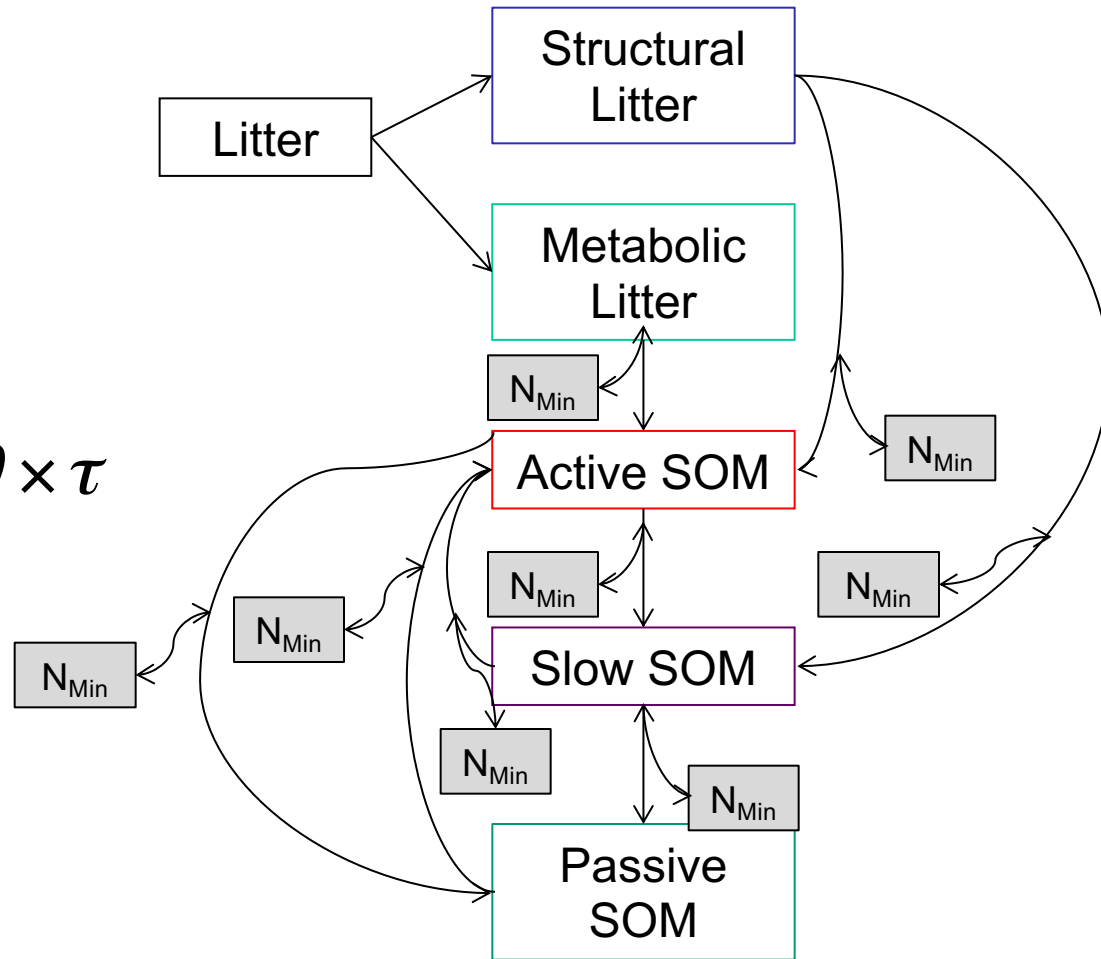 Structural
Litter
Litter
Metabolic
Litter
N_Min
× τ
Active SOM
N_Min
N_Min
N_Min
N_Min
N_Min
Slow SOM
N_Min
N_Min
Passive
SOM